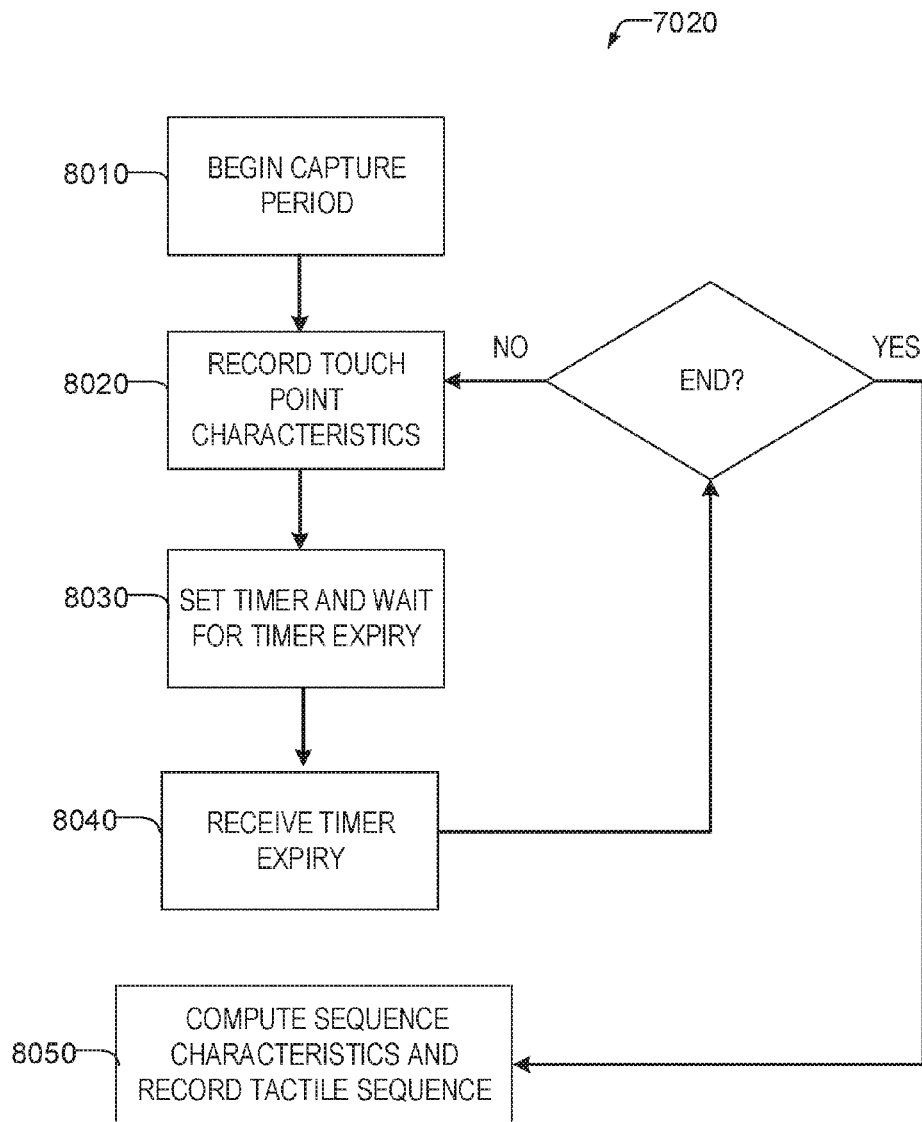 7020
8010
BEGIN CAPTURE
PERIOD
8020
RECORD TOUCH
POINT
CHARACTERISTICS
NO
END?
YES
8030
SET TIMER AND WAIT
FOR TIMER EXPIRY
8040
RECEIVE TIMER
EXPIRY
8050
COMPUTE SEQUENCE
CHARACTERISTICS AND
RECORD TACTILE SEQUENCE